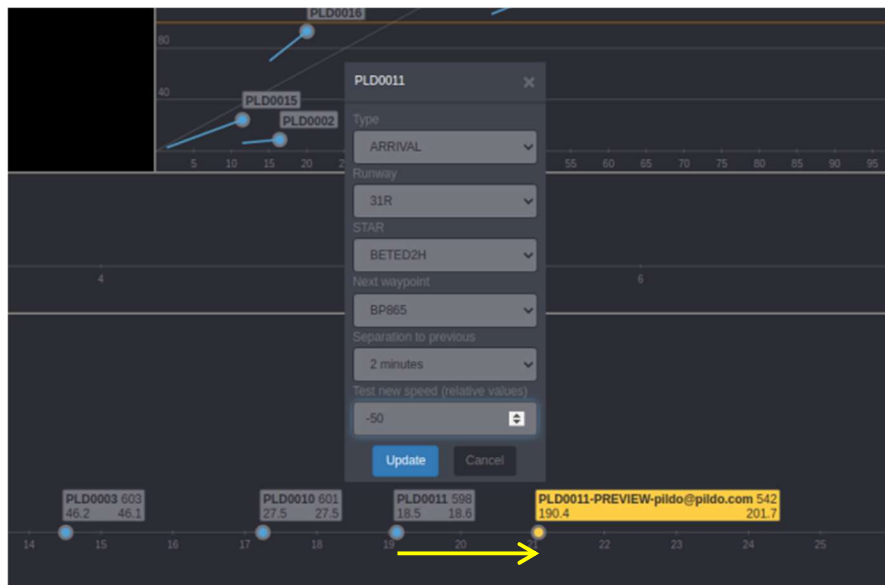 PLD0016
80
40
PLD0015
PLD0002
5 10 15 20 2 55 60 65 70 75 80 85 90 95
PLD0011 ×
Type
ARRIVAL
Runway
31R
STAR
BETED2H
Next waypoint
BP865
Separation to previous
2 minutes
Test new speed (relative values)
-50
Update Cancel
4 6
PLD0003 603
46.2 46.1
PLD0010 601
27.5 27.5
PLD0011 598
18.5 18.6
PLD0011-PREVIEW-pildo@pildo.com 542
190.4 201.7
14 15 16 17 18 19 20 21 22 23 24 25